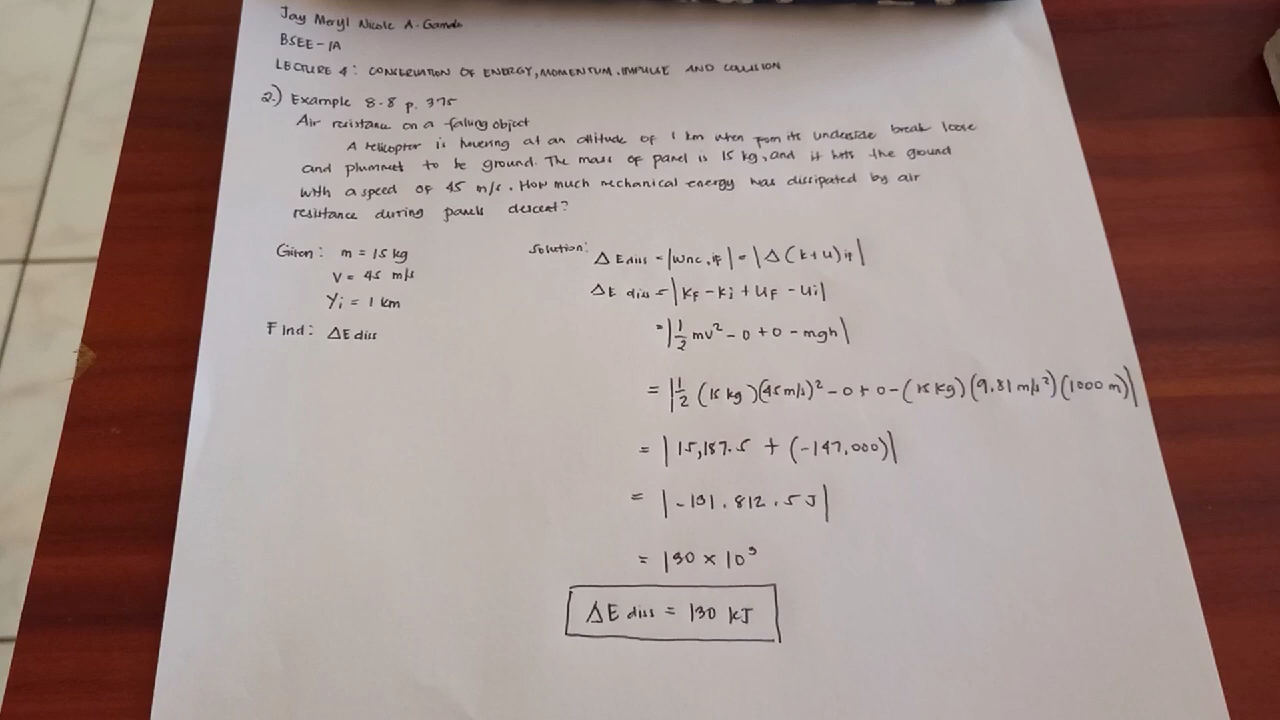 Jay Meryl Nicole A. Gamdo
BSEE-1A
LECTURE 4: CONSERVATION OF ENERGY, MOMENTUM, IMPULSE AND COLLISION
2.) Example 8.8 p. 375
Air resistance on a falling object
A helicopter is hovering at an altitude of 1 km when pom its underside break loose
and plummet to he ground. The mass of panel is 15 kg, and it hits the ground
with a speed of 45 m/s. How much mechanical energy was dissipated by air
resistance during panels descent?
Given: m = 15 kg
V = 45 m/s
Yi = 1 km
Find: ΔE diss
Solution: ΔE diss = |Wnc, if| = |Δ(k+u) if|
ΔE diss = |KF - Ki + UF - Ui|
= |1/2 mv² - 0 + 0 - mgh|
= |1/2 (15 kg)(45 m/s)² - 0 + 0 - (15 kg)(9.81 m/s²)(1000 m)|
= |15,187.5 + (-147,000)|
= |-131.812.5 J|
= 130 × 10³
ΔE diss = 130 kJ